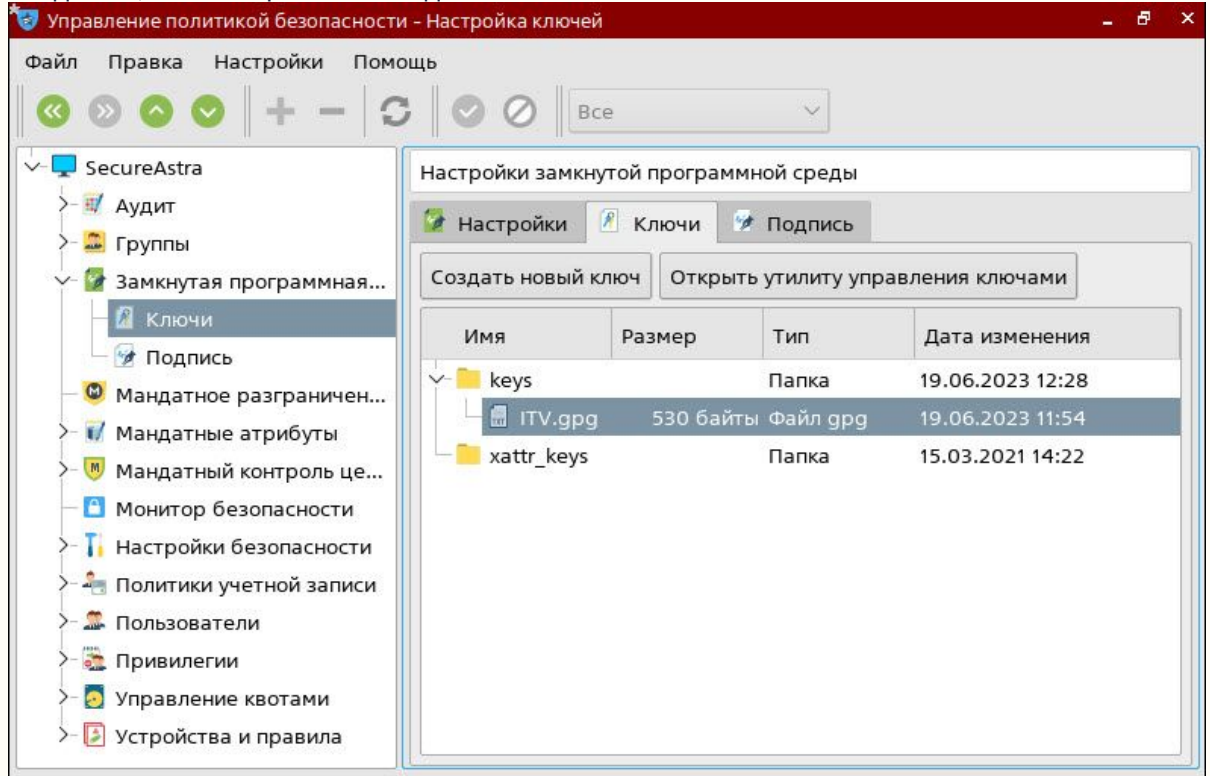 Управление политикой безопасности – Настройка ключей
Файл Правка Настройки Помощь
Все
SecureAstra
Аудит
Группы
Замкнутая программная...
Ключи
Подпись
Мандатное разграничен...
Мандатные атрибуты
Мандатный контроль це...
Монитор безопасности
Настройки безопасности
Политики учетной записи
Пользователи
Привилегии
Управление квотами
Устройства и правила
Настройки замкнутой программной среды
Настройки Ключи Подпись
Создать новый ключ Открыть утилиту управления ключами
Имя Размер Тип Дата изменения
keys Папка 19.06.2023 12:28
ITV.gpg 530 байты Файл gpg 19.06.2023 11:54
xattr_keys Папка 15.03.2021 14:22